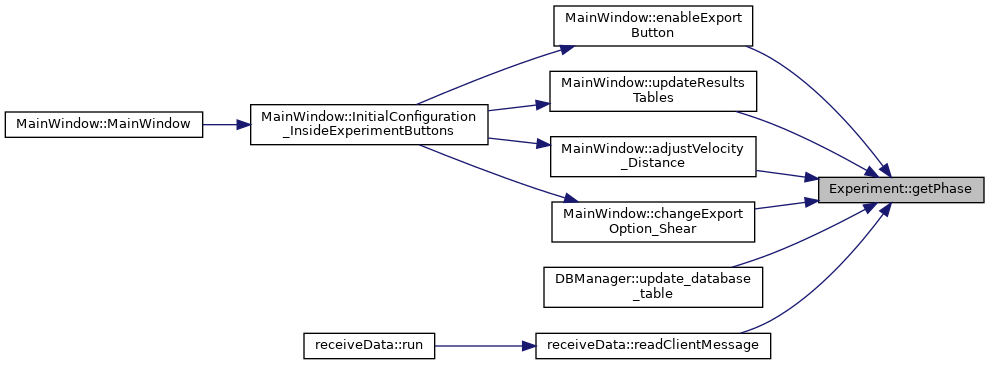 MainWindow::MainWindow
MainWindow::InitialConfiguration
_InsideExperimentButtons
MainWindow::enableExport
Button
MainWindow::updateResults
Tables
MainWindow::adjustVelocity
_Distance
MainWindow::changeExport
Option_Shear
DBManager::update_database
_table
receiveData::run
receiveData::readClientMessage
Experiment::getPhase